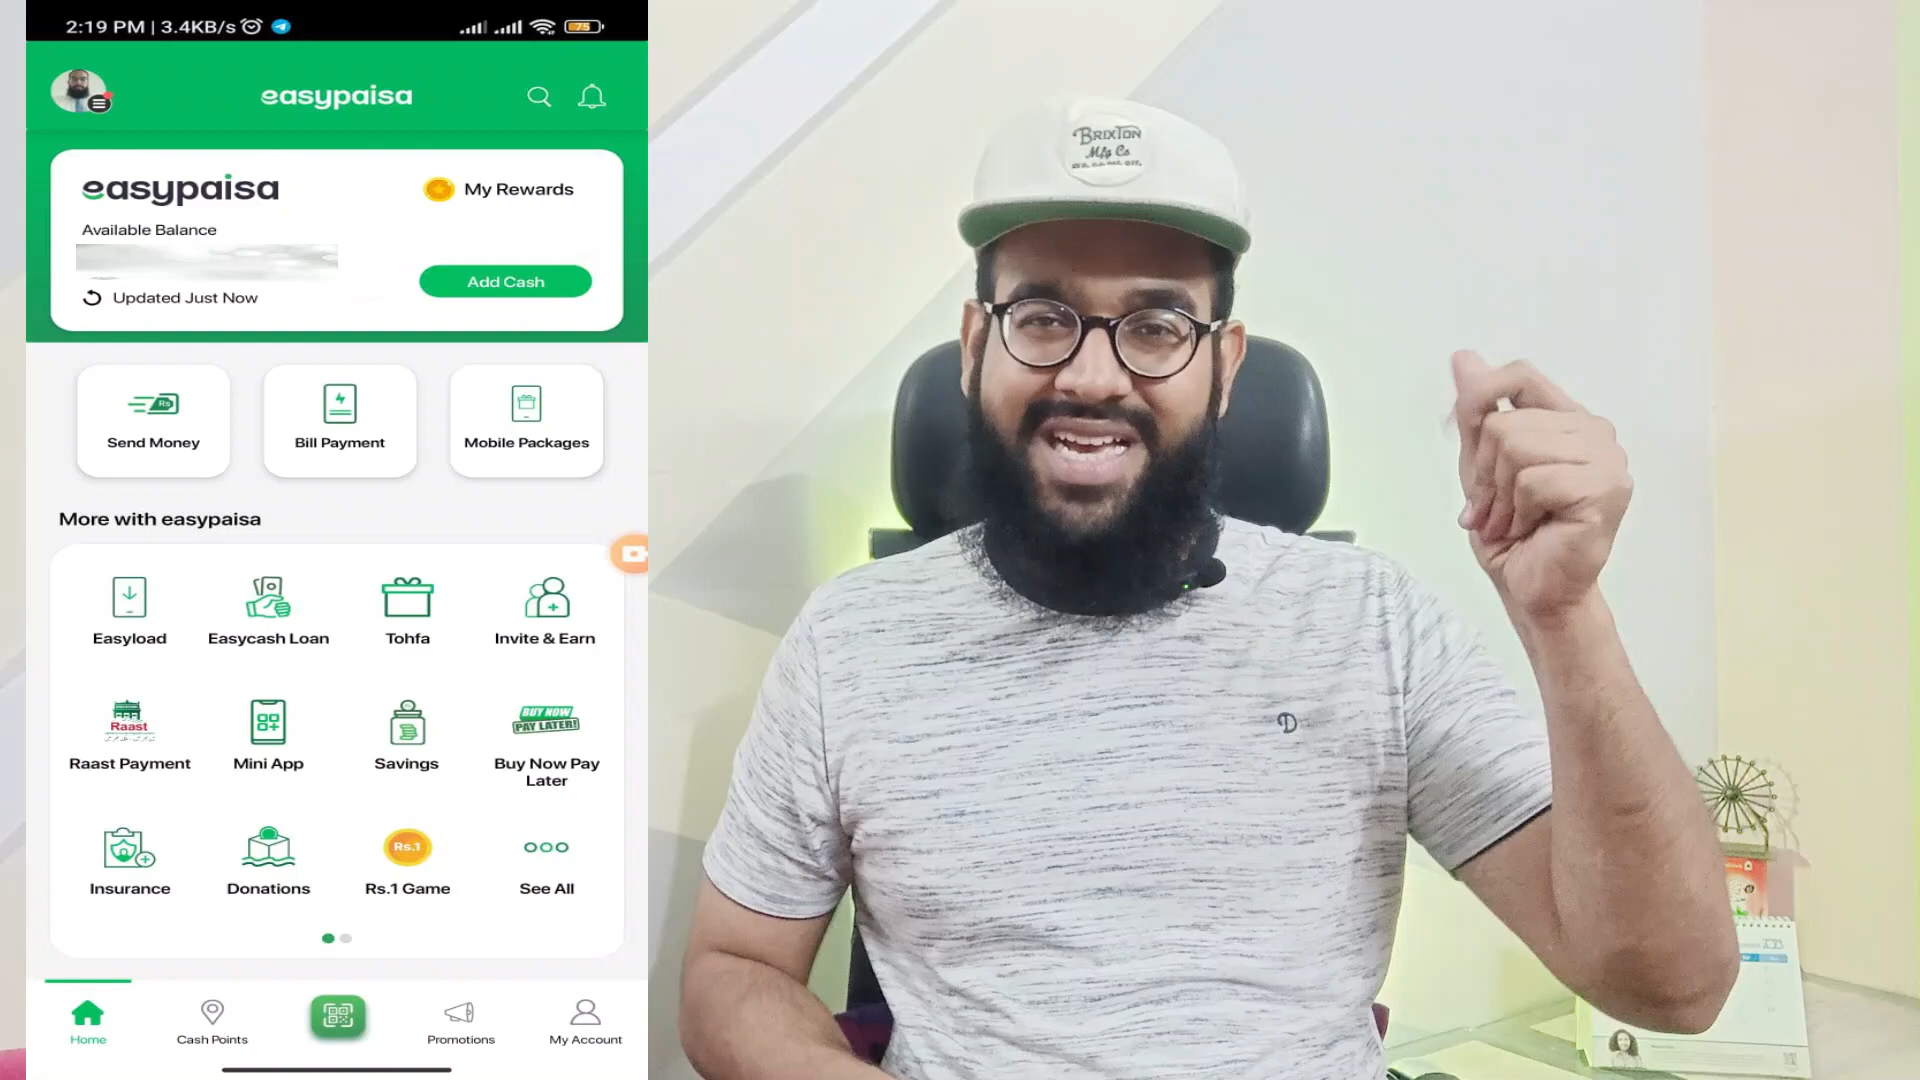 2:19 PM | 3.4KB/s
75
easypaisa
easypaisa
My Rewards
Available Balance
Add Cash
Updated Just Now
Rs
Send Money
Bill Payment
Mobile Packages
More with easypaisa
Easyload
Easycash Loan
Tohfa
Invite & Earn
Raast
BUY NOW
PAY LATER!
Raast Payment
Mini App
Savings
Buy Now Pay
Later
Rs.1
Insurance
Donations
Rs.1 Game
See All
Home
Cash Points
Promotions
My Account
BRIXTON
Mfg Co
D